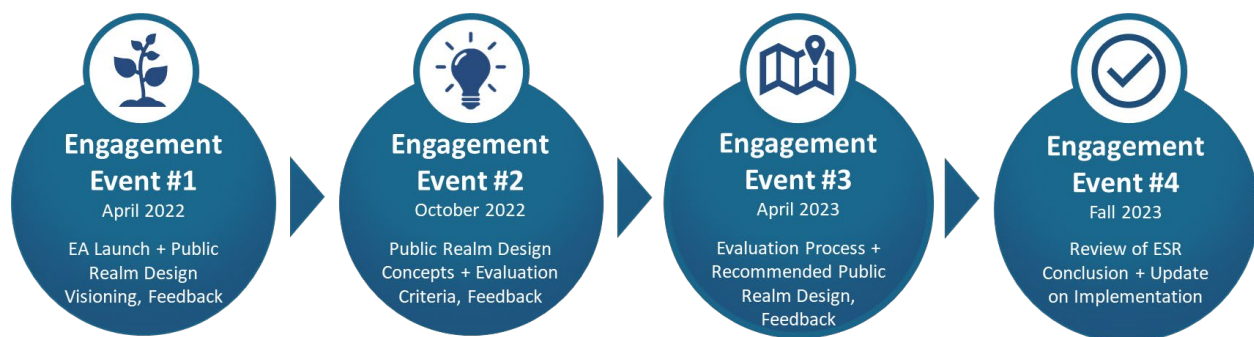 Engagement
Event #1
April 2022
EA Launch + Public
Realm Design
Visioning, Feedback
Engagement
Event #2
October 2022
Public Realm Design
Concepts + Evaluation
Criteria, Feedback
Engagement
Event #3
April 2023
Evaluation Process +
Recommended Public
Realm Design,
Feedback
Engagement
Event #4
Fall 2023
Review of ESR
Conclusion + Update
on Implementation